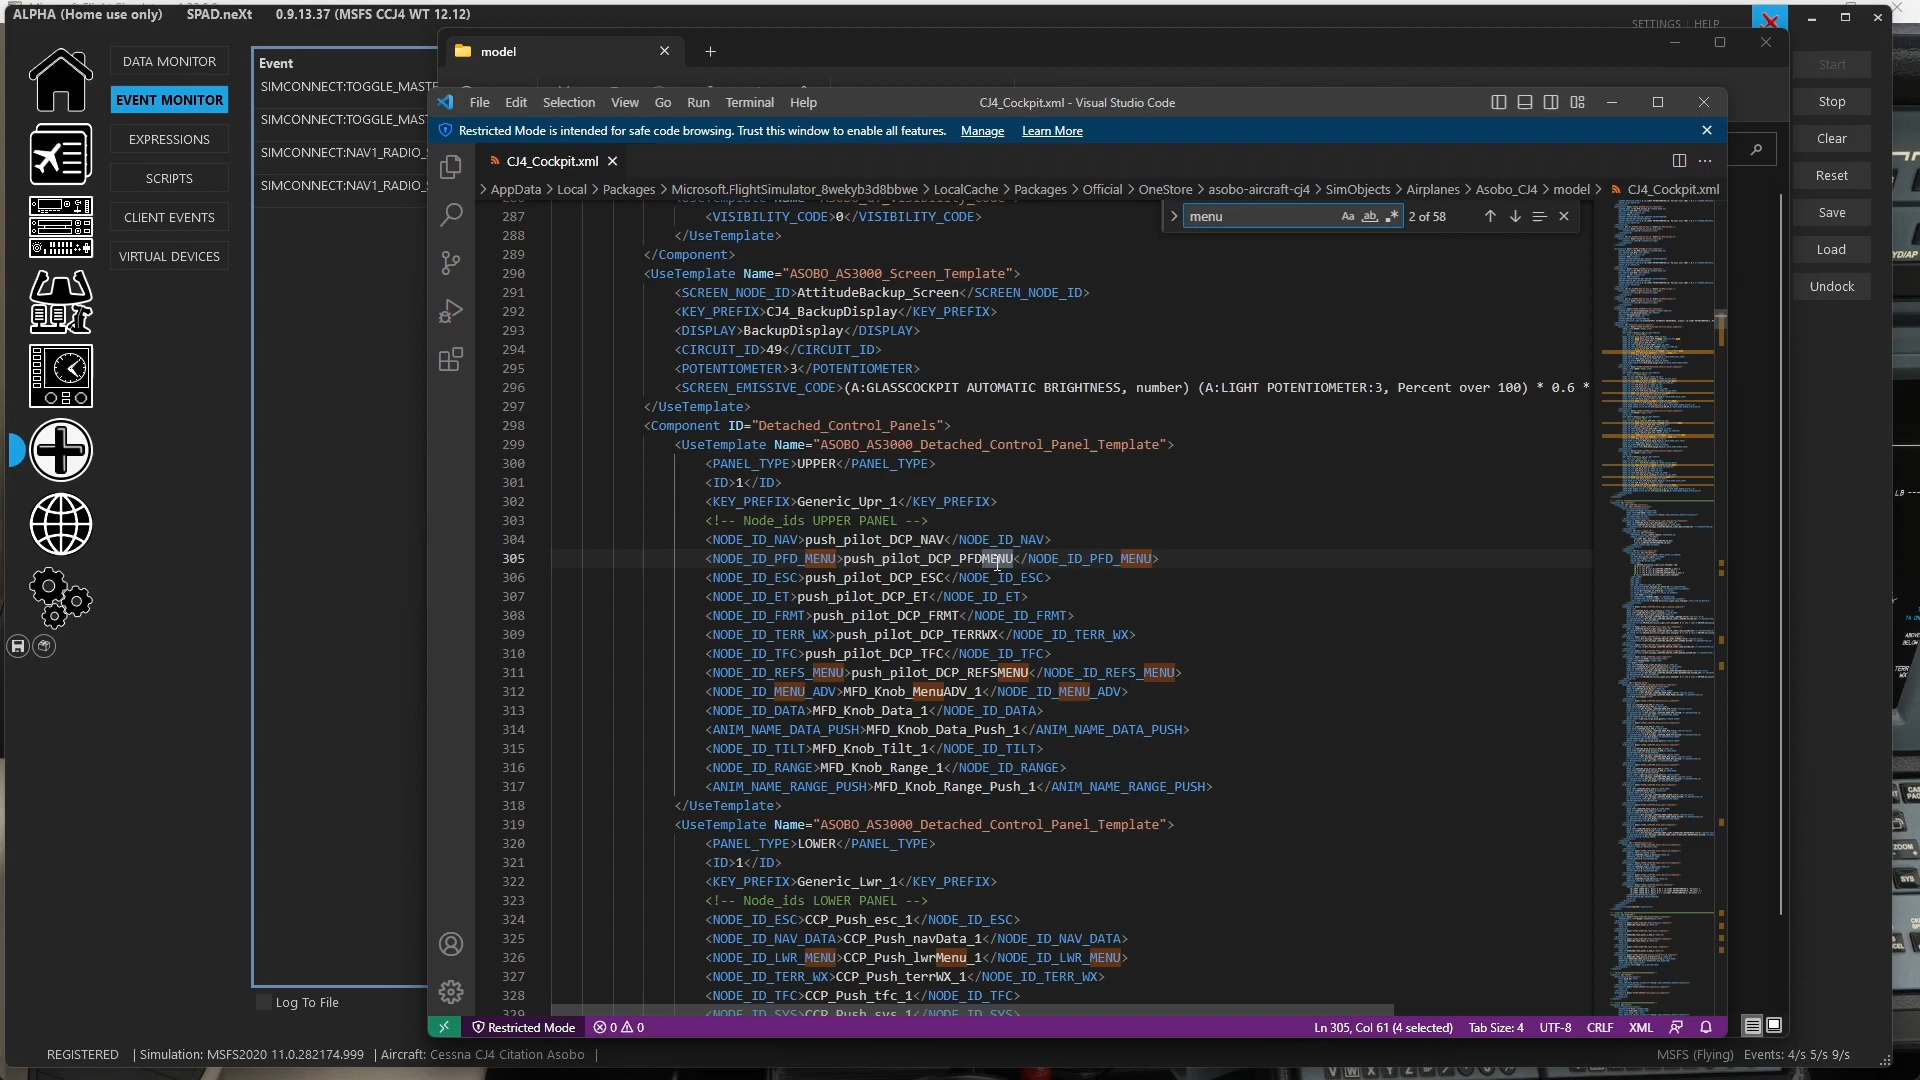 ALPHA (Home use only) SPAD.neXt 0.9.13.37 (MSFS CCJ4 WT 12.12)
SETTINGS | HELP
DATA MONITOR
EVENT MONITOR
EXPRESSIONS
SCRIPTS
CLIENT EVENTS
VIRTUAL DEVICES
Event
SIMCONNECT:TOGGLE_MAST
SIMCONNECT:TOGGLE_MAST
SIMCONNECT:NAV1_RADIO_S
SIMCONNECT:NAV1_RADIO_S
Log To File
Start
Stop
Clear
Reset
Save
Load
Undock
model
File Edit Selection View Go Run Terminal Help
CJ4_Cockpit.xml - Visual Studio Code
Restricted Mode is intended for safe code browsing. Trust this window to enable all features. Manage Learn More
CJ4_Cockpit.xml
> AppData > Local > Packages > Microsoft.FlightSimulator_8wekyb3d8bbwe > LocalCache > Packages > Official > OneStore > asobo-aircraft-cj4 > SimObjects > Airplanes > Asobo_CJ4 > model > CJ4_Cockpit.xml
menu Aa ab 2 of 58
287 <VISIBILITY_CODE>0</VISIBILITY_CODE>
288 </UseTemplate>
289 </Component>
290 <UseTemplate Name="ASOBO_AS3000_Screen_Template">
291 <SCREEN_NODE_ID>AttitudeBackup_Screen</SCREEN_NODE_ID>
292 <KEY_PREFIX>CJ4_BackupDisplay</KEY_PREFIX>
293 <DISPLAY>BackupDisplay</DISPLAY>
294 <CIRCUIT_ID>49</CIRCUIT_ID>
295 <POTENTIOMETER>3</POTENTIOMETER>
296 <SCREEN_EMISSIVE_CODE>(A:GLASSCOCKPIT AUTOMATIC BRIGHTNESS, number) (A:LIGHT POTENTIOMETER:3, Percent over 100) * 0.6 *
297 </UseTemplate>
298 <Component ID="Detached_Control_Panels">
299 <UseTemplate Name="ASOBO_AS3000_Detached_Control_Panel_Template">
300 <PANEL_TYPE>UPPER</PANEL_TYPE>
301 <ID>1</ID>
302 <KEY_PREFIX>Generic_Upr_1</KEY_PREFIX>
303 <!-- Node_ids UPPER PANEL -->
304 <NODE_ID_NAV>push_pilot_DCP_NAV</NODE_ID_NAV>
305 <NODE_ID_PFD_MENU>push_pilot_DCP_PFDMENU</NODE_ID_PFD_MENU>
306 <NODE_ID_ESC>push_pilot_DCP_ESC</NODE_ID_ESC>
307 <NODE_ID_ET>push_pilot_DCP_ET</NODE_ID_ET>
308 <NODE_ID_FRMT>push_pilot_DCP_FRMT</NODE_ID_FRMT>
309 <NODE_ID_TERR_WX>push_pilot_DCP_TERRWX</NODE_ID_TERR_WX>
310 <NODE_ID_TFC>push_pilot_DCP_TFC</NODE_ID_TFC>
311 <NODE_ID_REFS_MENU>push_pilot_DCP_REFSMENU</NODE_ID_REFS_MENU>
312 <NODE_ID_MENU_ADV>MFD_Knob_MenuADV_1</NODE_ID_MENU_ADV>
313 <NODE_ID_DATA>MFD_Knob_Data_1</NODE_ID_DATA>
314 <ANIM_NAME_DATA_PUSH>MFD_Knob_Data_Push_1</ANIM_NAME_DATA_PUSH>
315 <NODE_ID_TILT>MFD_Knob_Tilt_1</NODE_ID_TILT>
316 <NODE_ID_RANGE>MFD_Knob_Range_1</NODE_ID_RANGE>
317 <ANIM_NAME_RANGE_PUSH>MFD_Knob_Range_Push_1</ANIM_NAME_RANGE_PUSH>
318 </UseTemplate>
319 <UseTemplate Name="ASOBO_AS3000_Detached_Control_Panel_Template">
320 <PANEL_TYPE>LOWER</PANEL_TYPE>
321 <ID>1</ID>
322 <KEY_PREFIX>Generic_Lwr_1</KEY_PREFIX>
323 <!-- Node_ids LOWER PANEL -->
324 <NODE_ID_ESC>CCP_Push_esc_1</NODE_ID_ESC>
325 <NODE_ID_NAV_DATA>CCP_Push_navData_1</NODE_ID_NAV_DATA>
326 <NODE_ID_LWR_MENU>CCP_Push_lwrMenu_1</NODE_ID_LWR_MENU>
327 <NODE_ID_TERR_WX>CCP_Push_terrWX_1</NODE_ID_TERR_WX>
328 <NODE_ID_TFC>CCP_Push_tfc_1</NODE_ID_TFC>
329 <NODE_ID_SYS>CCP_Push_sys_1</NODE_ID_SYS>
Restricted Mode 0 0 Ln 305, Col 61 (4 selected) Tab Size: 4 UTF-8 CRLF XML
REGISTERED | Simulation: MSFS2020 11.0.282174.999 | Aircraft: Cessna CJ4 Citation Asobo | MSFS (Flying) Events: 4/s 5/s 9/s